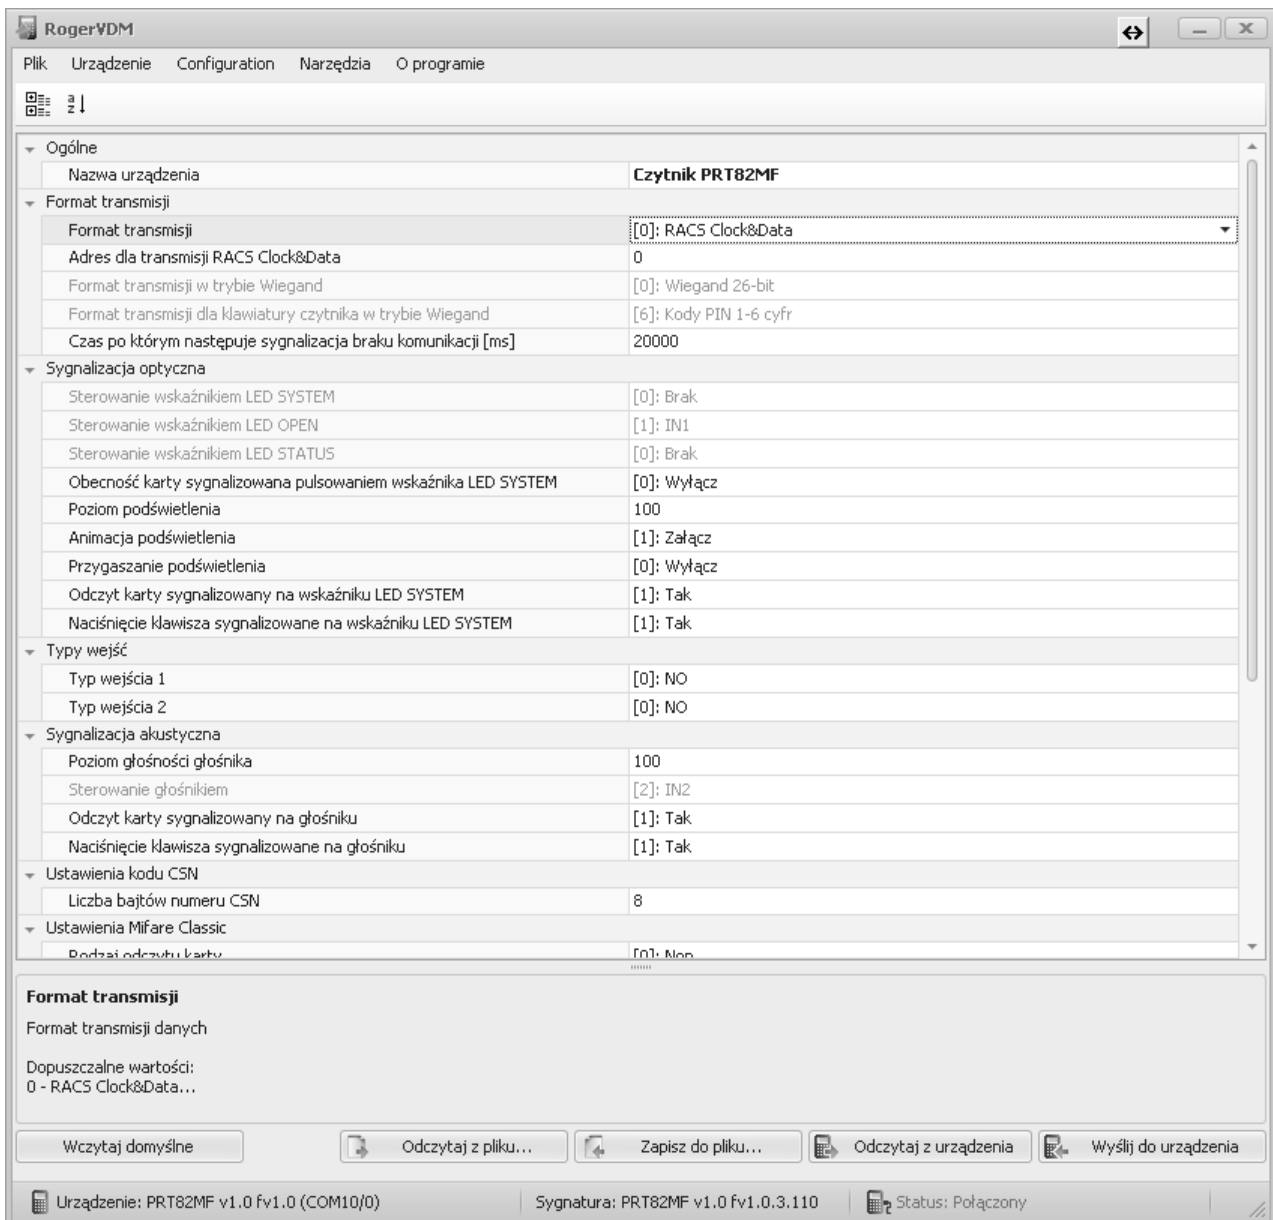 RogerVDM
Plik Urządzenie Configuration Narzędzia O programie
Ogólne
Nazwa urządzenia Czytnik PRT82MF
Format transmisji
Format transmisji [0]: RACS Clock&Data
Adres dla transmisji RACS Clock&Data 0
Format transmisji w trybie Wiegand [0]: Wiegand 26-bit
Format transmisji dla klawiatury czytnika w trybie Wiegand [6]: Kody PIN 1-6 cyfr
Czas po którym następuje sygnalizacja braku komunikacji [ms] 20000
Sygnalizacja optyczna
Sterowanie wskaźnikiem LED SYSTEM [0]: Brak
Sterowanie wskaźnikiem LED OPEN [1]: IN1
Sterowanie wskaźnikiem LED STATUS [0]: Brak
Obecność karty sygnalizowana pulsowaniem wskaźnika LED SYSTEM [0]: Wyłącz
Poziom podświetlenia 100
Animacja podświetlenia [1]: Załącz
Przygaszanie podświetlenia [0]: Wyłącz
Odczyt karty sygnalizowany na wskaźniku LED SYSTEM [1]: Tak
Naciśnięcie klawisza sygnalizowane na wskaźniku LED SYSTEM [1]: Tak
Typy wejść
Typ wejścia 1 [0]: NO
Typ wejścia 2 [0]: NO
Sygnalizacja akustyczna
Poziom głośności głośnika 100
Sterowanie głośnikiem [2]: IN2
Odczyt karty sygnalizowany na głośniku [1]: Tak
Naciśnięcie klawisza sygnalizowane na głośniku [1]: Tak
Ustawienia kodu CSN
Liczba bajtów numeru CSN 8
Ustawienia Mifare Classic
Rodzaj odczytu karty [0]: Non
Format transmisji
Format transmisji danych
Dopuszczalne wartości:
0 - RACS Clock&Data...
Wczytaj domyślne Odczytaj z pliku... Zapisz do pliku... Odczytaj z urządzenia Wyślij do urządzenia
Urządzenie: PRT82MF v1.0 fv1.0 (COM10/0) Sygnatura: PRT82MF v1.0 fv1.0.3.110 Status: Połączony